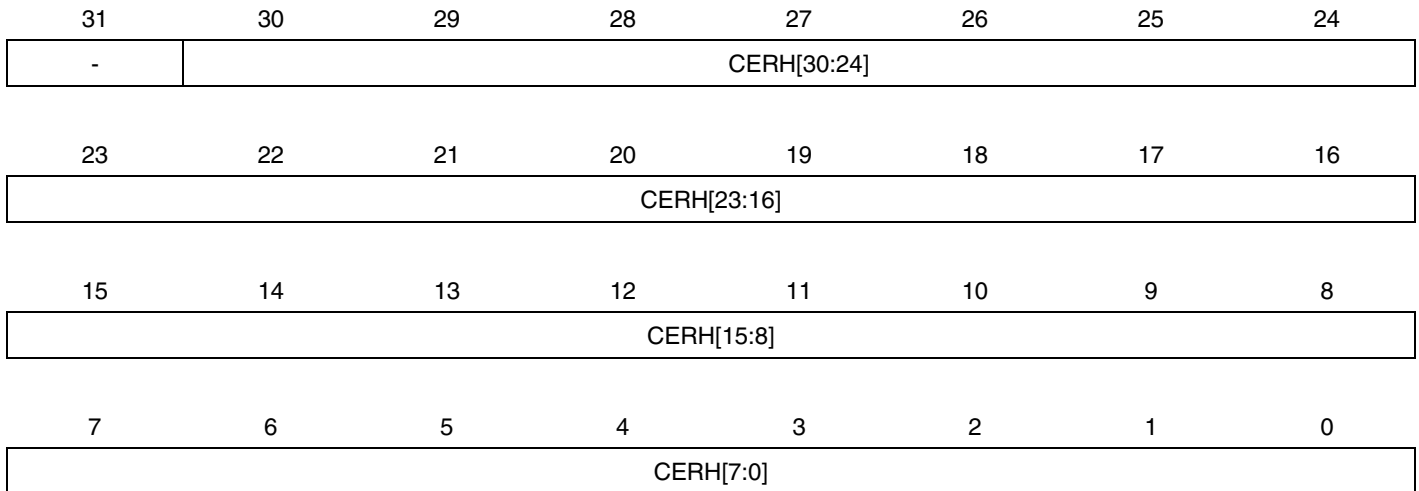 31 30 29 28 27 26 25 24
- CERH[30:24]
23 22 21 20 19 18 17 16
CERH[23:16]
15 14 13 12 11 10 9 8
CERH[15:8]
7 6 5 4 3 2 1 0
CERH[7:0]